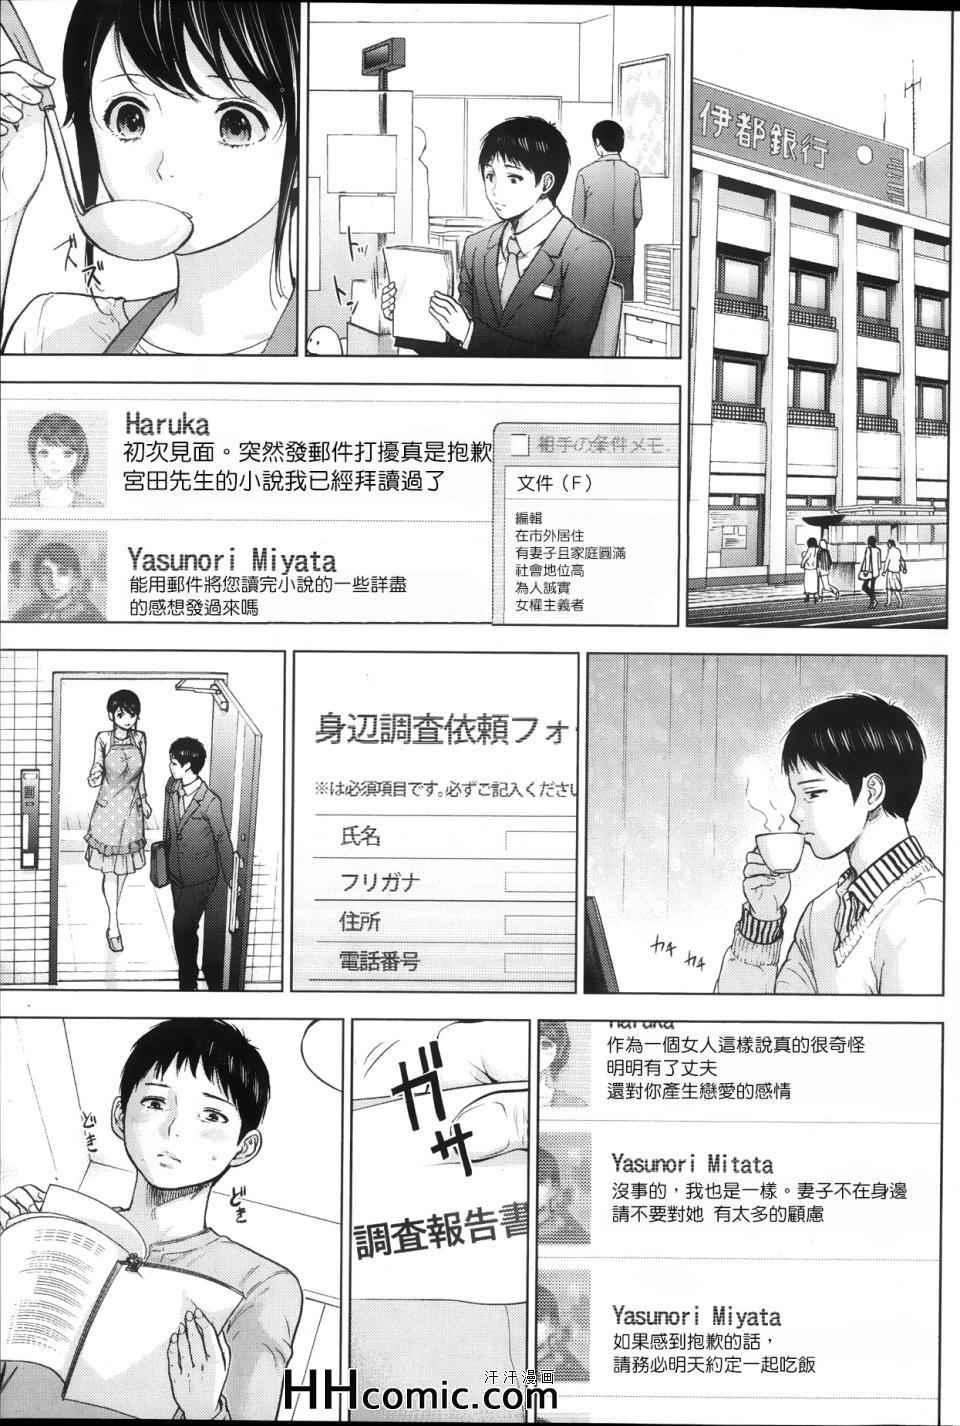 伊都銀行
ドッ
ドッ
ズズ
Haruka
初次見面。突然發郵件打擾真是抱歉
宮田先生的小說我已經拜讀過了
Yasunori Miyata
能用郵件將您讀完小說的一些詳盡
的感想發過來嗎
相手の条件メモ.
文件（F）
編輯
在市外居住
有妻子且家庭圓滿
社會地位高
為人誠實
女權主義者
カチ
カチ
身辺調査依頼フォ
※は必須項目です。必ずご記入ください
氏名
フリガナ
住所
電話番号
Haruka
作為一個女人這樣說真的很奇怪
明明有了丈夫
還對你產生戀愛的感情
Yasunori Mitata
沒事的，我也是一樣。妻子不在身邊
請不要對她 有太多的顧慮
Yasunori Miyata
如果感到抱歉的話，
請務必明天約定一起吃飯
ガサ
調査報告書
どき
どき
汗汗漫画
HHcomic.com